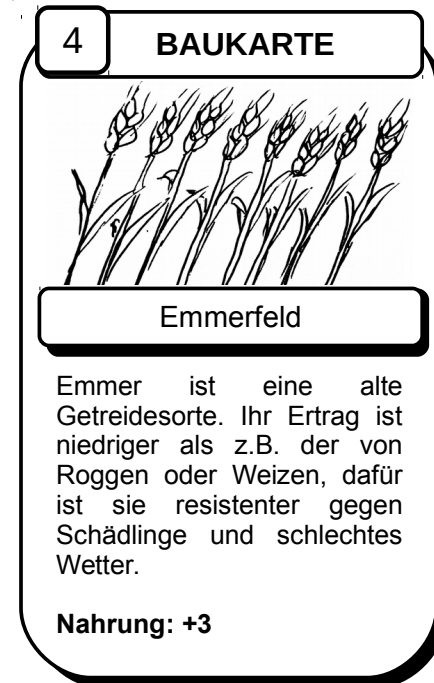 4 BAUKARTE
Emmerfeld
Emmer ist eine alte
Getreidesorte. Ihr Ertrag ist
niedriger als z.B. der von
Roggen oder Weizen, dafür
ist sie resistenter gegen
Schädlinge und schlechtes
Wetter.
Nahrung: +3